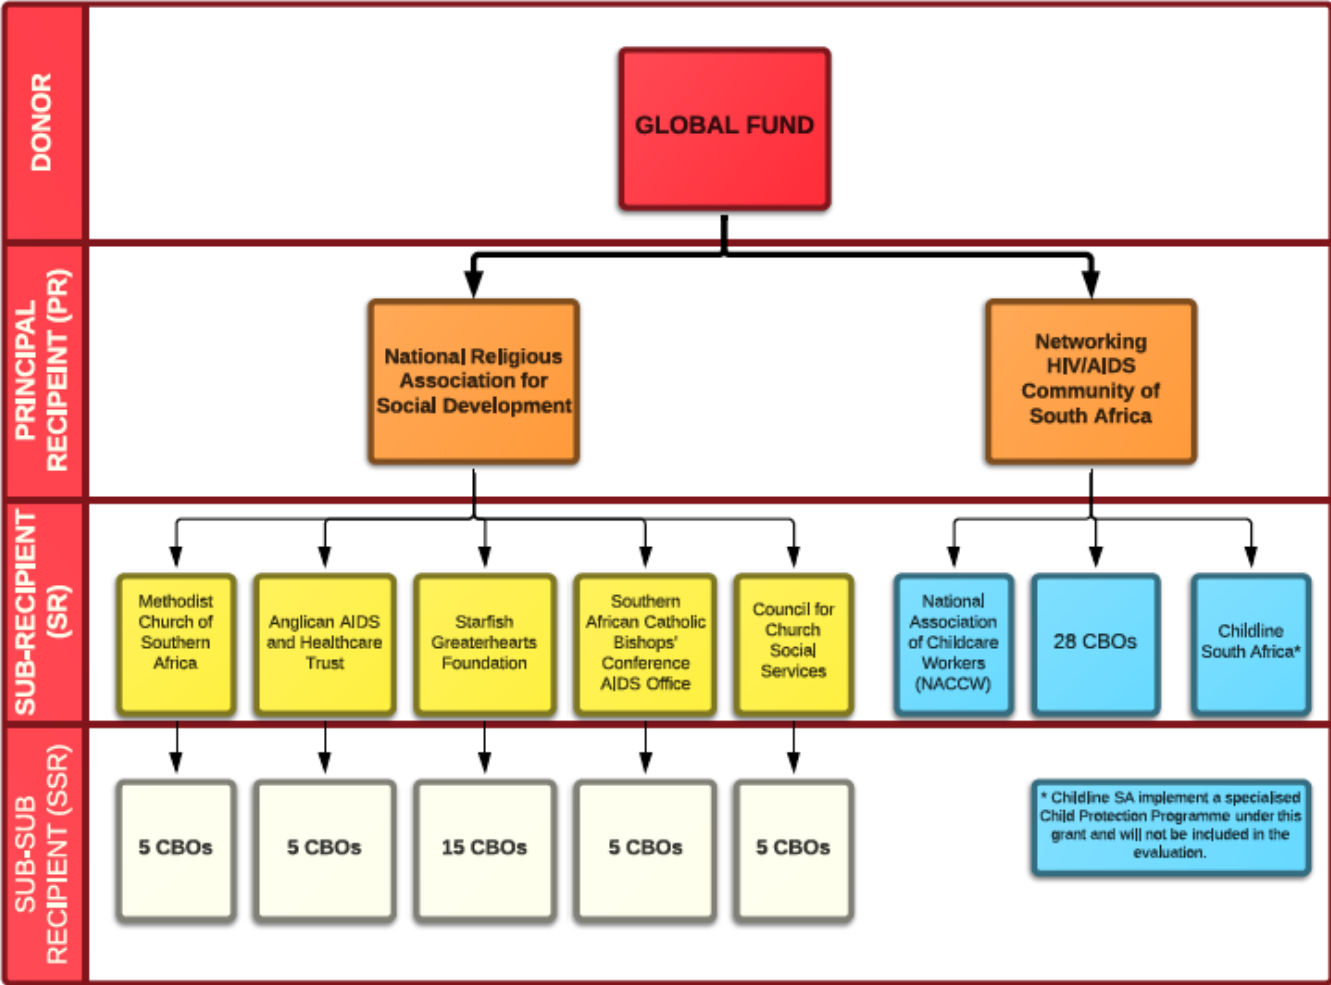 DONOR
GLOBAL FUND
PRINCIPAL
RECIPEINT (PR)
National Religious
Association for
Social Development
Networking
HIV/AIDS
Community of
South Africa
SUB-RECIPIENT
(SR)
Methodist
Church of
Southern
Africa
Anglican AIDS
and Healthcare
Trust
Starfish
Greaterhearts
Foundation
Southern
African Catholic
Bishops'
Conference
AIDS Office
Council for
Church
Social
Services
National
Association
of Childcare
Workers
(NACCW)
28 CBOs
Childline
South Africa*
SUB-SUB
RECIPIENT (SSR)
5 CBOs
5 CBOs
15 CBOs
5 CBOs
5 CBOs
* Childline SA implement a specialised
Child Protection Programme under this
grant and will not be included in the
evaluation.